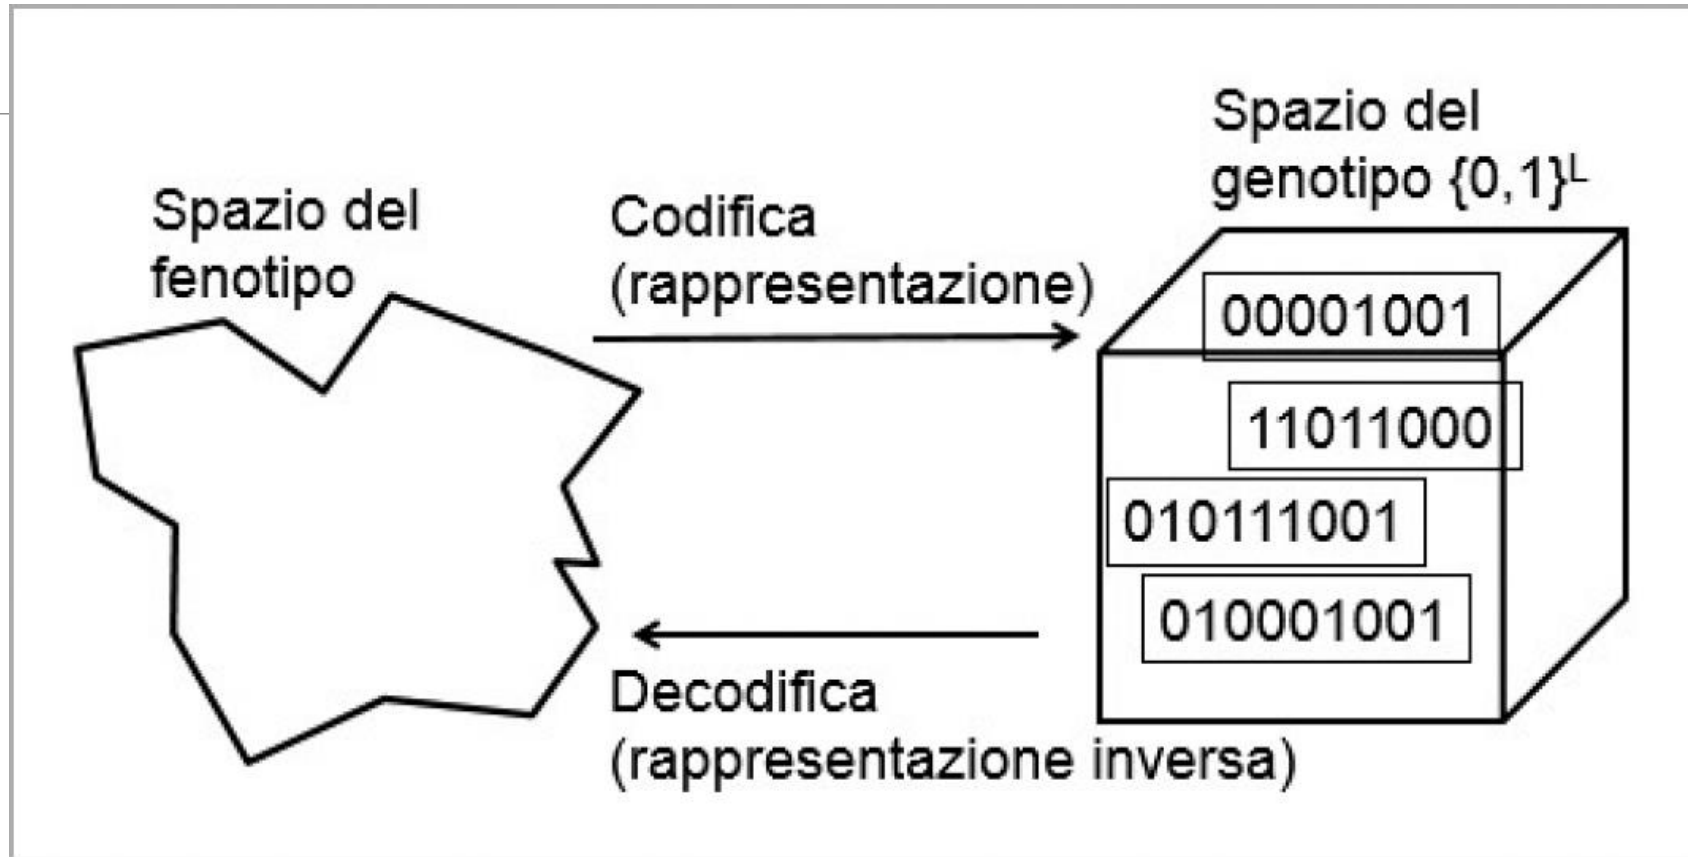 Spazio del
fenotipo
Codifica
(rappresentazione)
Spazio del
genotipo {0,1}ᴸ
00001001
11011000
010111001
010001001
Decodifica
(rappresentazione inversa)